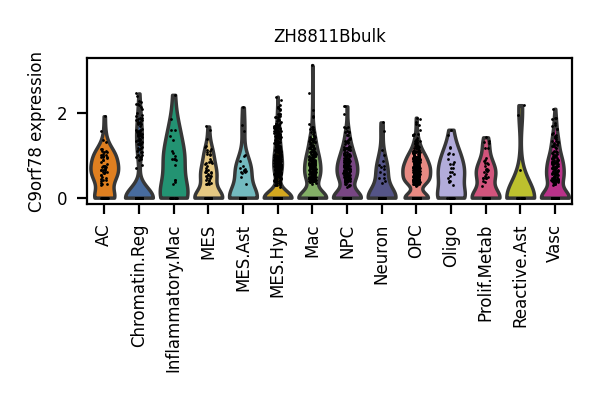 ZH8811Bbulk
C9orf78 expression
2
0
AC
Chromatin.Reg
Inflammatory.Mac
MES
MES.Ast
MES.Hyp
Mac
NPC
Neuron
OPC
Oligo
Prolif.Metab
Reactive.Ast
Vasc